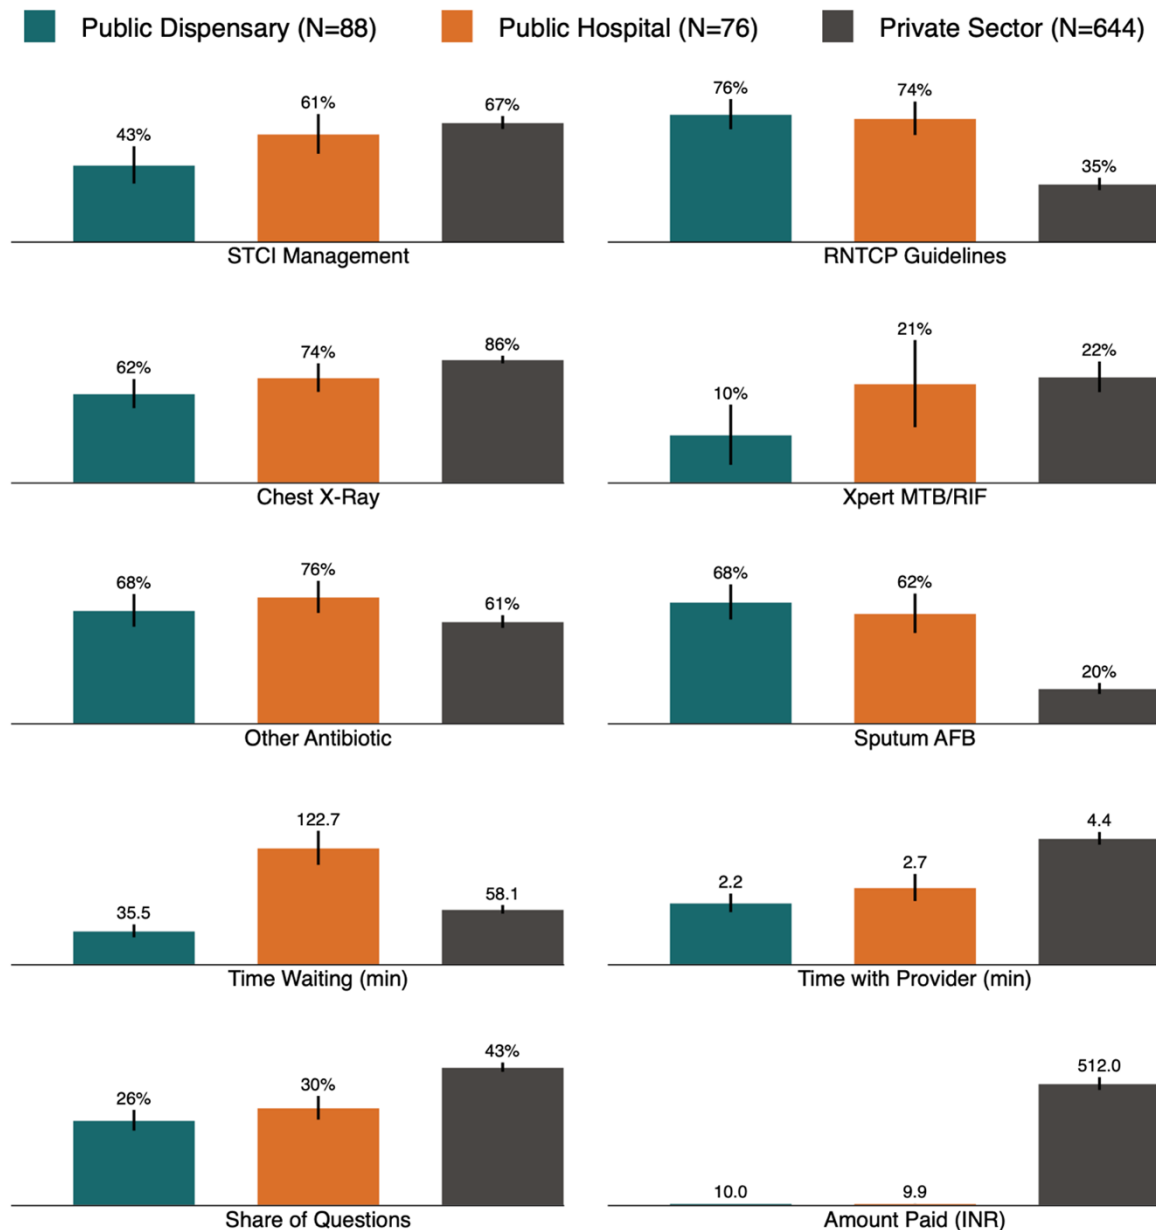 Public Dispensary (N=88) Public Hospital (N=76) Private Sector (N=644)
43% 61% 67%
STCI Management
76% 74% 35%
RNTCP Guidelines
62% 74% 86%
Chest X-Ray
10% 21% 22%
Xpert MTB/RIF
68% 76% 61%
Other Antibiotic
68% 62% 20%
Sputum AFB
35.5 122.7 58.1
Time Waiting (min)
2.2 2.7 4.4
Time with Provider (min)
26% 30% 43%
Share of Questions
10.0 9.9 512.0
Amount Paid (INR)